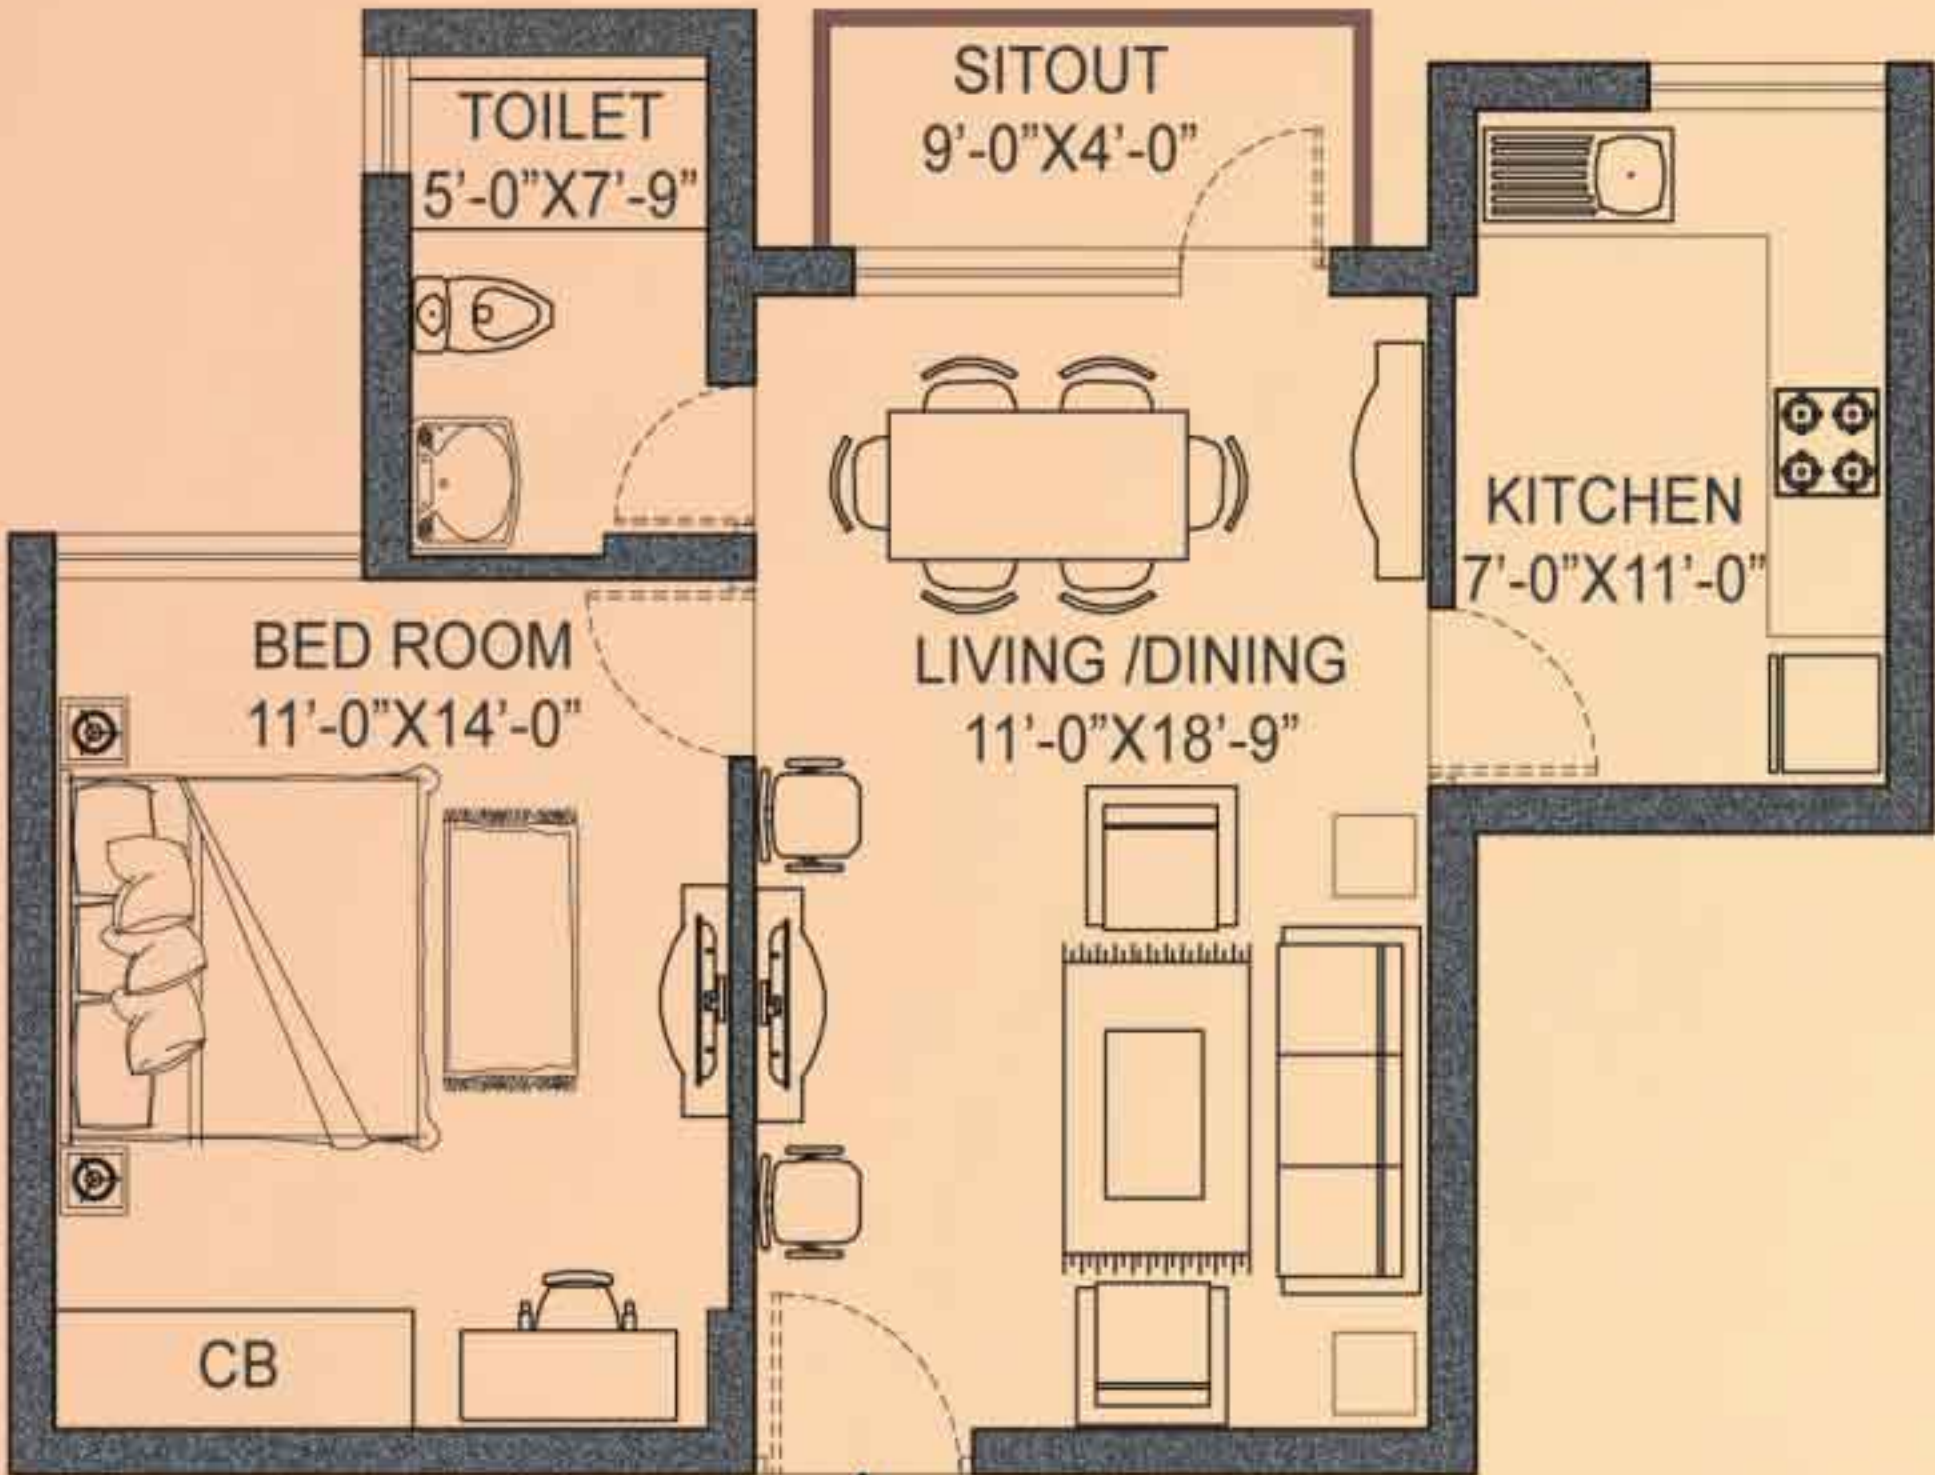 TOILET
5'-0"X7'-9"
SITOUT
9'-0"X4'-0"
KITCHEN
7'-0"X11'-0"
BED ROOM
11'-0"X14'-0"
LIVING /DINING
11'-0"X18'-9"
CB